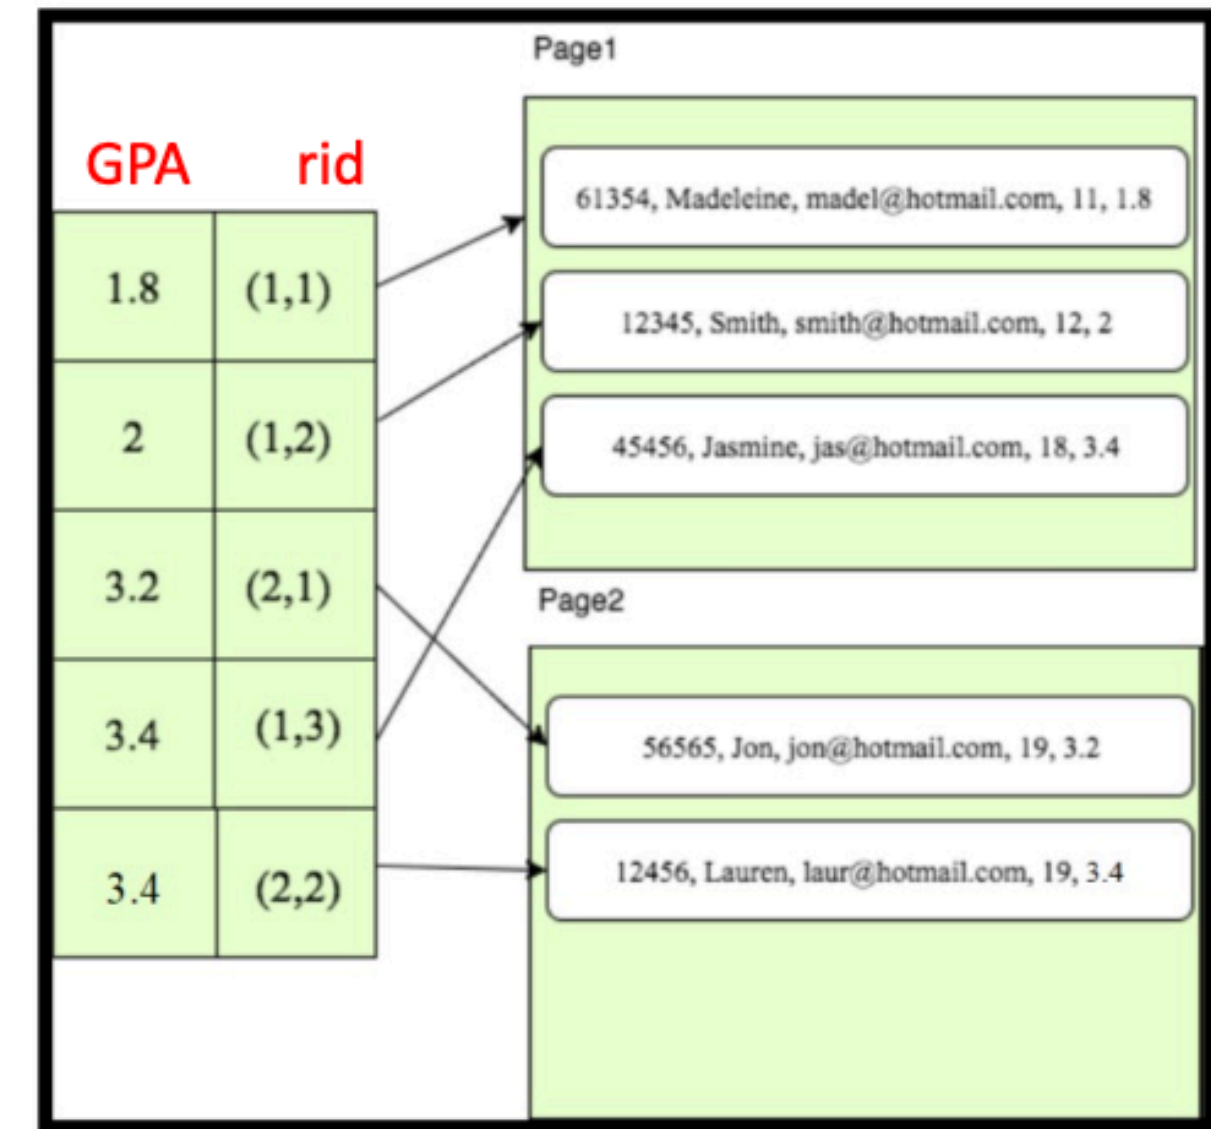 Page1
GPA rid
61354, Madeleine, madel@hotmail.com, 11, 1.8
1.8 (1,1)
12345, Smith, smith@hotmail.com, 12, 2
2 (1,2)
45456, Jasmine, jas@hotmail.com, 18, 3.4
3.2 (2,1)
Page2
3.4 (1,3)
56565, Jon, jon@hotmail.com, 19, 3.2
3.4 (2,2)
12456, Lauren, laur@hotmail.com, 19, 3.4